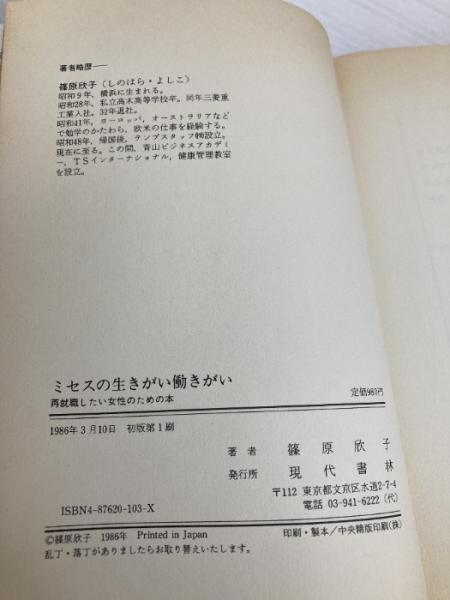 著者略歴――
篠原欣子（しのはら・よしこ）
昭和9年、横浜に生まれる。
昭和28年、私立高木高等学校卒。同年三菱重
工業入社。32年退社。
昭和41年、ヨーロッパ、オーストラリアなど
で勉学のかたわら、欧米の仕事を経験する。
昭和48年、帰国後、テンプスタッフ㈱設立。
現在に至る。この間、青山ビジネスアカデミ
ー、TSインターナショナル、健康管理教室
を設立。
ミセスの生きがい働きがい
再就職したい女性のための本
定価980円
1986年3月10日 初版第1刷
著者 篠原欣子
発行所 現代書林
〒112 東京都文京区水道2-7-4
電話 03-941-6222（代）
ISBN4-87620-103-X
©篠原欣子 1986年 Printed in Japan
印刷・製本／中央精版印刷(株)
乱丁・落丁がありましたらお取り替えいたします。